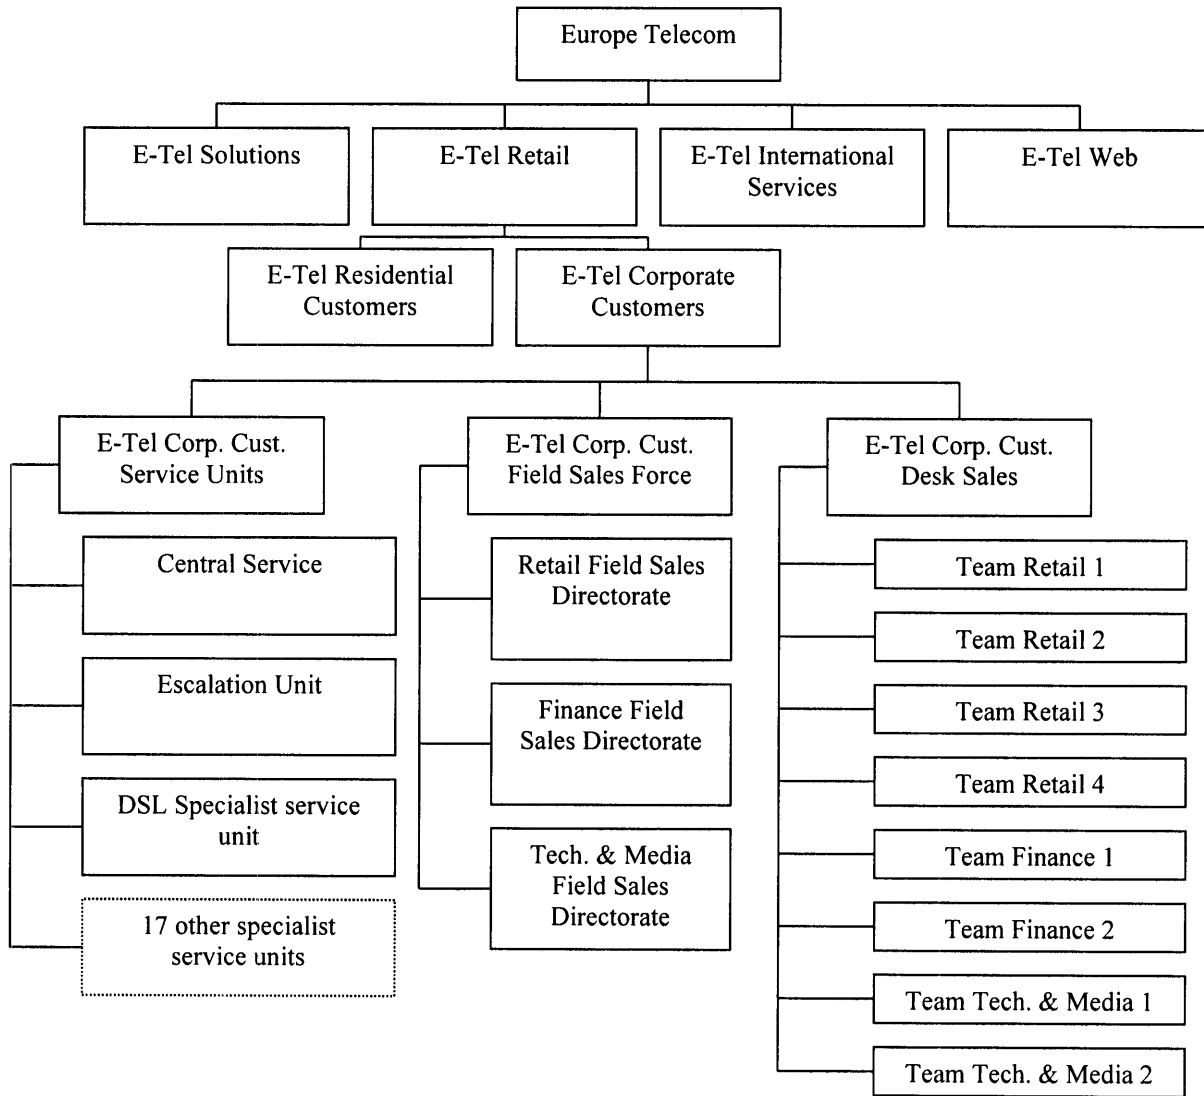 Europe Telecom
E-Tel Solutions
E-Tel Retail
E-Tel International
Services
E-Tel Web
E-Tel Residential
Customers
E-Tel Corporate
Customers
E-Tel Corp. Cust.
Service Units
E-Tel Corp. Cust.
Field Sales Force
E-Tel Corp. Cust.
Desk Sales
Central Service
Escalation Unit
DSL Specialist service
unit
17 other specialist
service units
Retail Field Sales
Directorate
Finance Field
Sales Directorate
Tech. & Media
Field Sales
Directorate
Team Retail 1
Team Retail 2
Team Retail 3
Team Retail 4
Team Finance 1
Team Finance 2
Team Tech. & Media 1
Team Tech. & Media 2